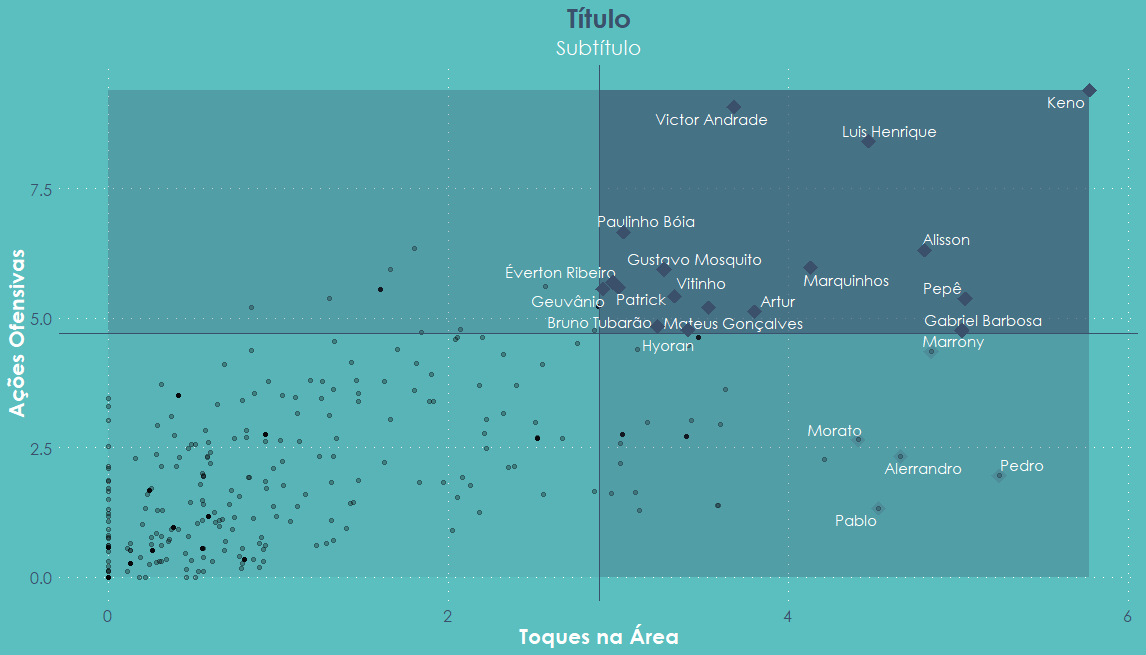 Título
Subtítulo
Keno
Victor Andrade
Luis Henrique
7.5
Paulinho Bóia
Alisson
Gustavo Mosquito
Éverton Ribeiro
Vitinho
Marquinhos
Pepê
Geuvânio
Patrick
Artur
5.0
Bruno Tubarão
Mateus Gonçalves
Gabriel Barbosa
Hyoran
Marrony
Ações Ofensivas
Morato
2.5
Alerrandro
Pedro
Pablo
0.0
0
2
4
6
Toques na Área